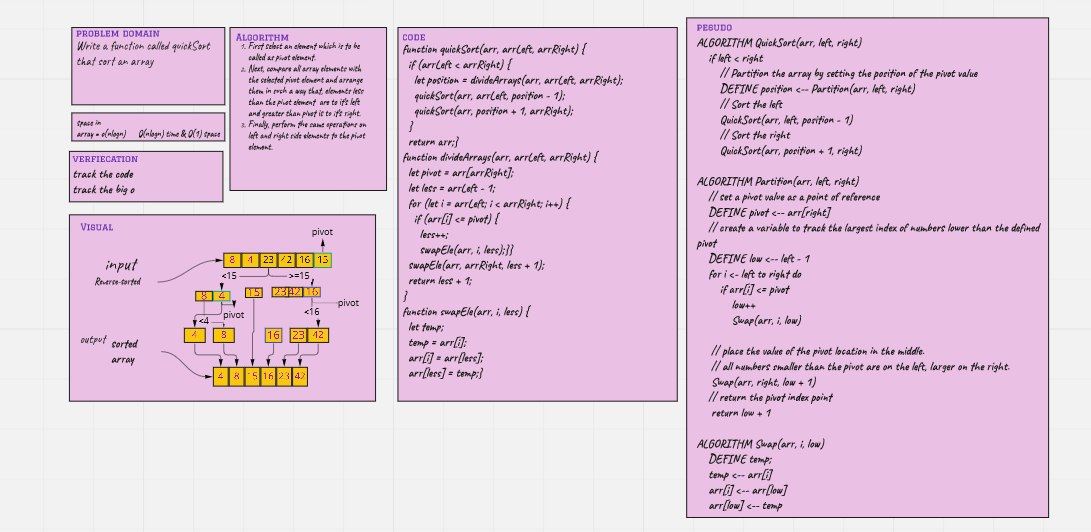 PROBLEM DOMAIN
Write a function called quickSort
that sort an array
space in
array = o(nlogn) O(nlogn) time & O(1) space
VERFIECATION
track the code
track the big o
ALGORITHM
1. First select an element which is to be
called as pivot element.
2. Next, compare all array elements with
the selected pivot element and arrange
them in such a way that, elements less
than the pivot element are to it's left
and greater than pivot is to it's right.
3. Finally, perform the same operations on
left and right side elements to the pivot
element.
VISUAL
input
Reverse-sorted
pivot
8 4 23 42 16 15
<15 >=15
8 4 15 23 42 16
pivot
<4 pivot <16
4 8 16 23 42
output sorted
array
4 8 15 16 23 42
CODE
function quickSort(arr, arrLeft, arrRight) {
if (arrLeft < arrRight) {
let position = divideArrays(arr, arrLeft, arrRight);
quickSort(arr, arrLeft, position - 1);
quickSort(arr, position + 1, arrRight);
}
return arr;}
function divideArrays(arr, arrLeft, arrRight) {
let pivot = arr[arrRight];
let less = arrLeft - 1;
for (let i = arrLeft; i < arrRight; i++) {
if (arr[i] <= pivot) {
less++;
swapEle(arr, i, less);}}
swapEle(arr, arrRight, less + 1);
return less + 1;
}
function swapEle(arr, i, less) {
let temp;
temp = arr[i];
arr[i] = arr[less];
arr[less] = temp;}
PESUDO
ALGORITHM QuickSort(arr, left, right)
if left < right
// Partition the array by setting the position of the pivot value
DEFINE position <-- Partition(arr, left, right)
// Sort the left
QuickSort(arr, left, position - 1)
// Sort the right
QuickSort(arr, position + 1, right)
ALGORITHM Partition(arr, left, right)
// set a pivot value as a point of reference
DEFINE pivot <-- arr[right]
// create a variable to track the largest index of numbers lower than the defined
pivot
DEFINE low <-- left - 1
for i <- left to right do
if arr[i] <= pivot
low++
Swap(arr, i, low)
// place the value of the pivot location in the middle.
// all numbers smaller than the pivot are on the left, larger on the right.
Swap(arr, right, low + 1)
// return the pivot index point
return low + 1
ALGORITHM Swap(arr, i, low)
DEFINE temp;
temp <-- arr[i]
arr[i] <-- arr[low]
arr[low] <-- temp